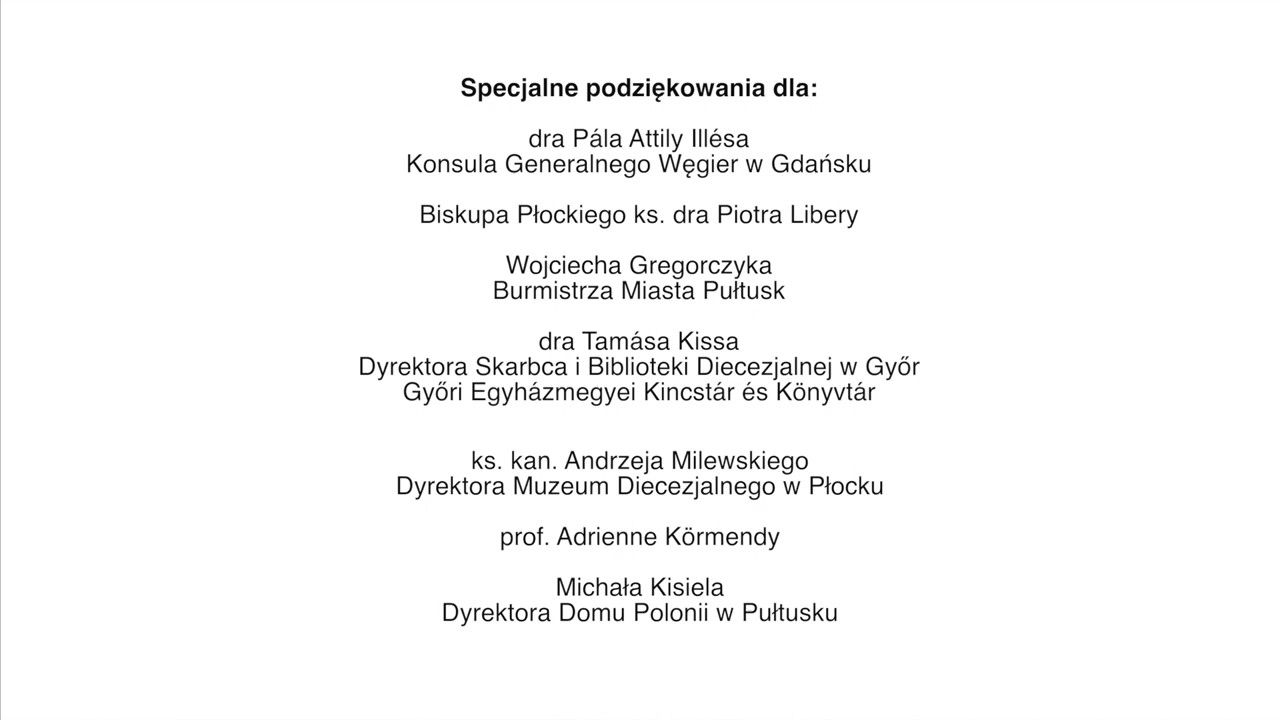 Specjalne podziękowania dla:
dra Pála Attily Illésa
Konsula Generalnego Węgier w Gdańsku
Biskupa Płockiego ks. dra Piotra Libery
Wojciecha Gregorczyka
Burmistrza Miasta Pułtusk
dra Tamása Kissa
Dyrektora Skarbca i Biblioteki Diecezjalnej w Győr
Győri Egyházmegyei Kincstár és Könyvtár
ks. kan. Andrzeja Milewskiego
Dyrektora Muzeum Diecezjalnego w Płocku
prof. Adrienne Körmendy
Michała Kisiela
Dyrektora Domu Polonii w Pułtusku